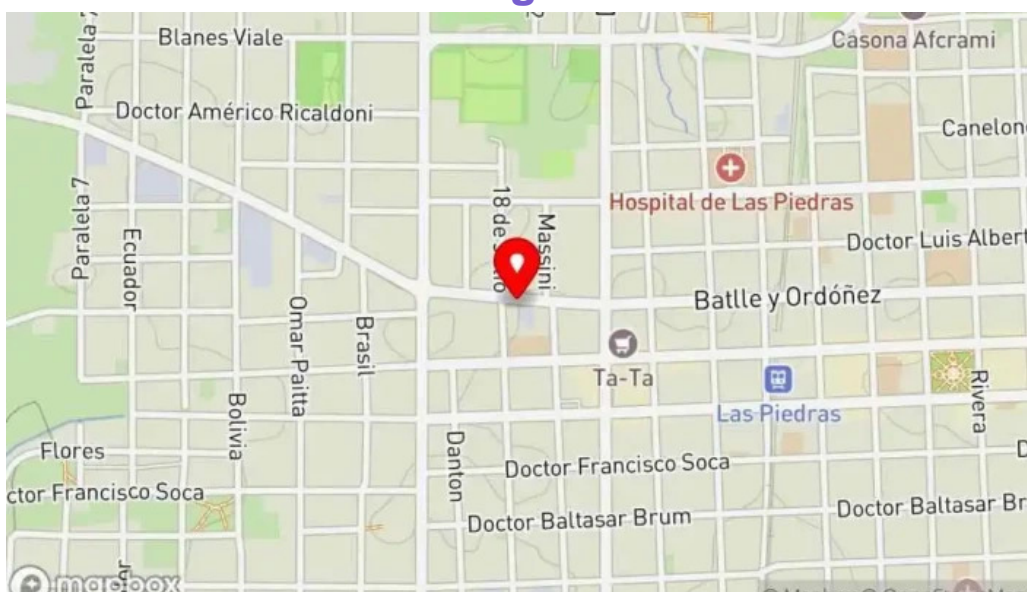 Paralela 7
Blanes Viale
Casona Afcrami
Doctor Américo Ricaldoni
Canelon
Hospital de Las Piedras
Paralela 7
Ecuador
18 de
Massini
Doctor Luis Albert
Batlle y Ordóñez
Omar Paitta
Brasil
Ta-Ta
Las Piedras
Rivera
Bolivia
Danton
Flores
Doctor Francisco Soca
ctor Francisco Soca
Doctor Baltasar Brum
Doctor Baltasar Br
mapbox